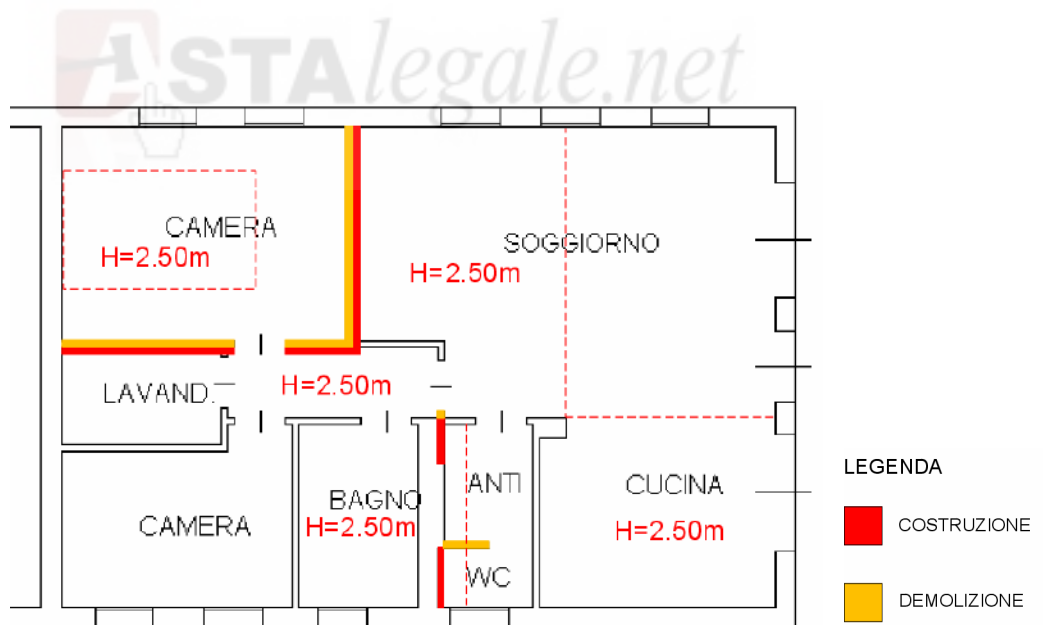 ASTAlegale.net
CAMERA
H=2.50m
SOGGIORNO
H=2.50m
LAVAND.
H=2.50m
CAMERA
BAGNO
H=2.50m
ANTI
WC
CUCINA
H=2.50m
LEGENDA
COSTRUZIONE
DEMOLIZIONE